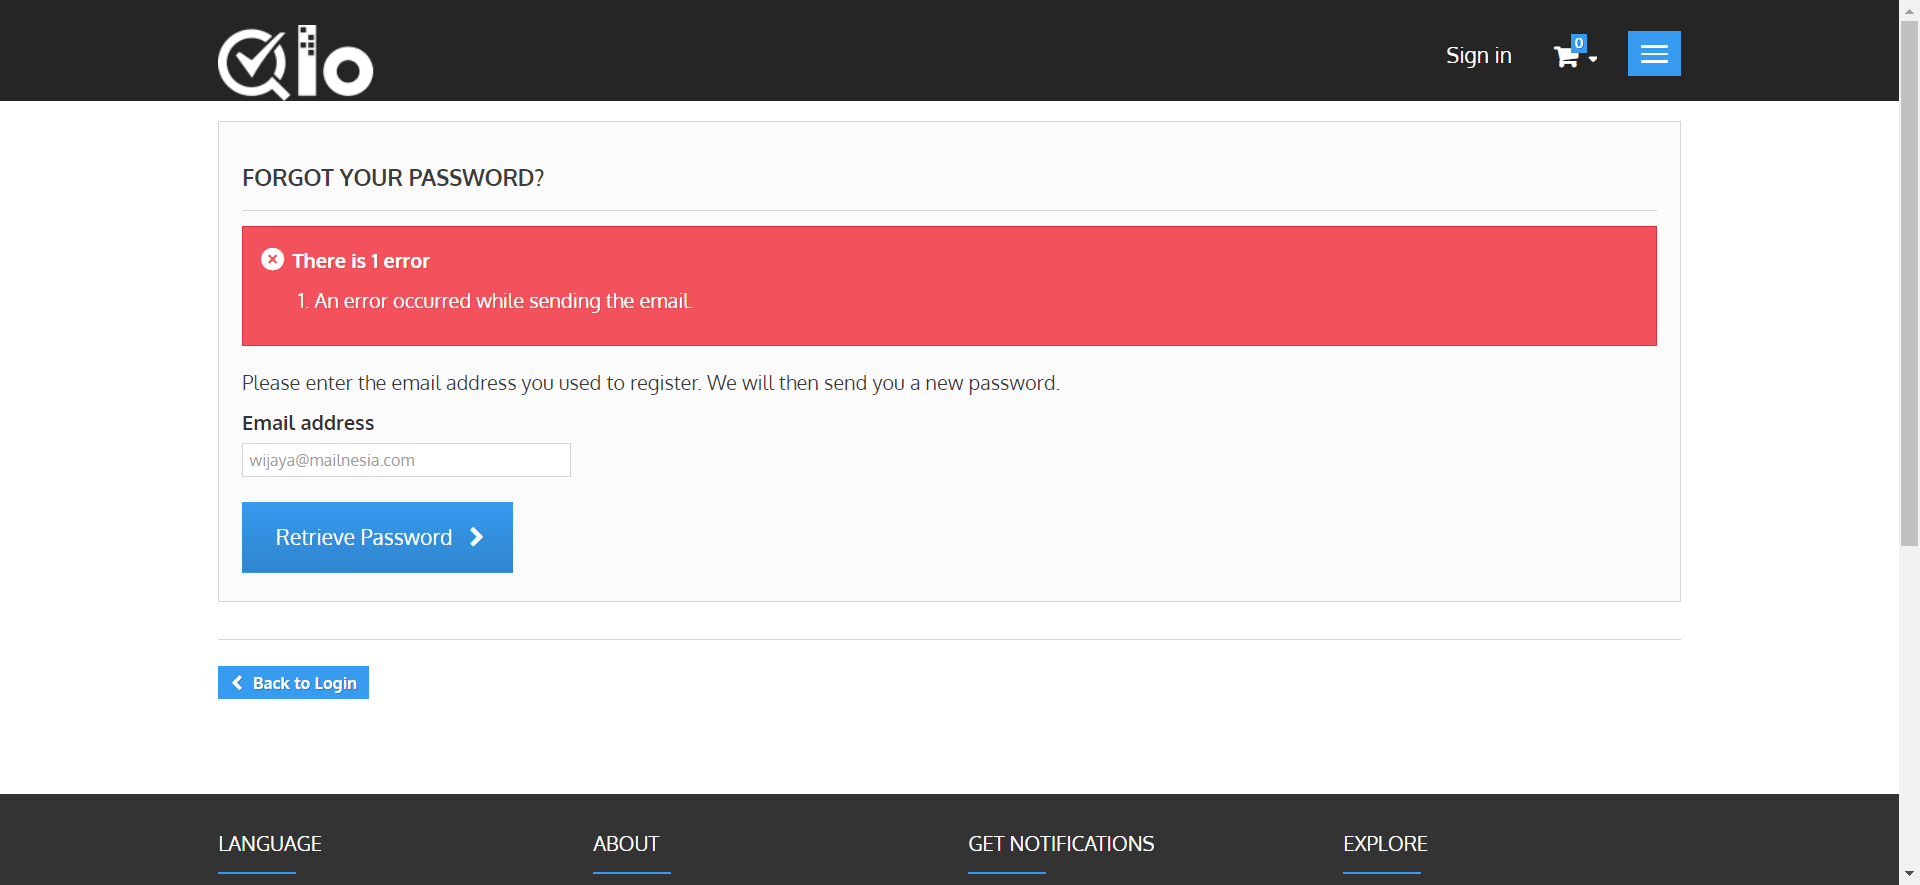 Qlo
Sign in
0
FORGOT YOUR PASSWORD?
There is 1 error
1. An error occurred while sending the email.
Please enter the email address you used to register. We will then send you a new password.
Email address
wijaya@mailnesia.com
Retrieve Password
Back to Login
LANGUAGE
ABOUT
GET NOTIFICATIONS
EXPLORE